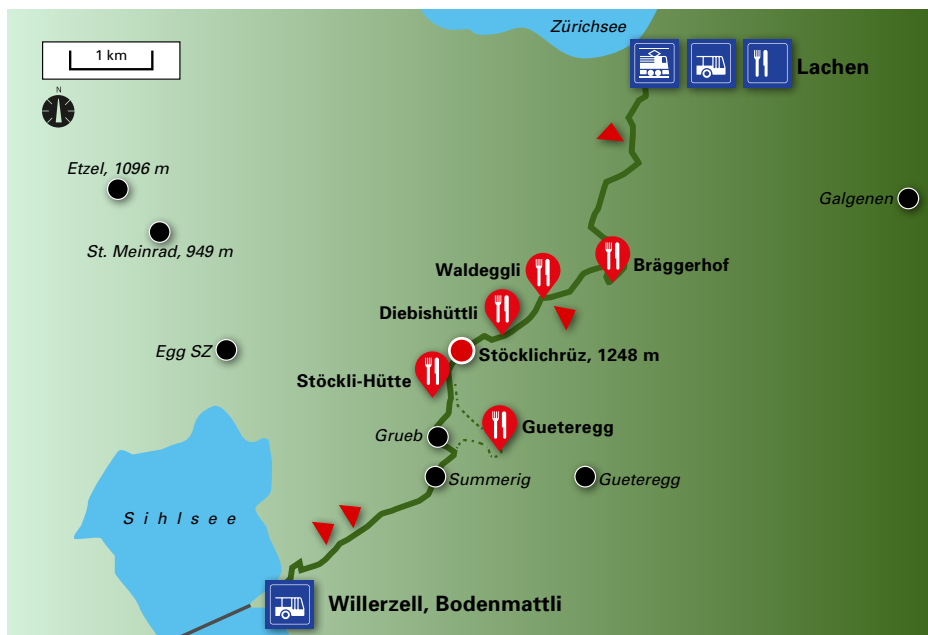 Zürichsee
1 km
Lachen
N
Etzel, 1096 m
Galgenen
St. Meinrad, 949 m
Waldeggli
Bräggerhof
Diebishüttli
Egg SZ
Stöcklichrüz, 1248 m
Stöckli-Hütte
Gueteregg
Grueb
Summerig
Gueteregg
Sihlsee
Willerzell, Bodenmattli